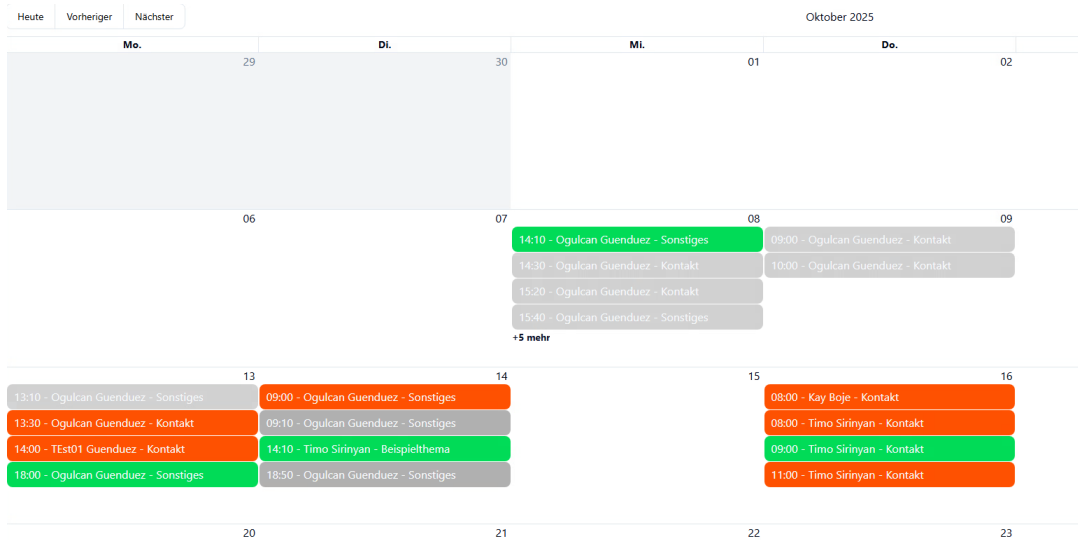 Heute Vorheriger Nächster Oktober 2025
Mo. Di. Mi. Do.
29 30 01 02
06 07 08 09
14:10 - Ogulcan Guenduez - Sonstiges
14:30 - Ogulcan Guenduez - Kontakt
15:20 - Ogulcan Guenduez - Kontakt
15:40 - Ogulcan Guenduez - Sonstiges
+5 mehr
09:00 - Ogulcan Guenduez - Kontakt
10:00 - Ogulcan Guenduez - Kontakt
13 14 15 16
13:10 - Ogulcan Guenduez - Sonstiges
13:30 - Ogulcan Guenduez - Kontakt
14:00 - TEst01 Guenduez - Kontakt
18:00 - Ogulcan Guenduez - Sonstiges
09:00 - Ogulcan Guenduez - Sonstiges
09:10 - Ogulcan Guenduez - Sonstiges
14:10 - Timo Sirinyan - Beispielthema
18:50 - Ogulcan Guenduez - Sonstiges
08:00 - Kay Boje - Kontakt
08:00 - Timo Sirinyan - Kontakt
09:00 - Timo Sirinyan - Kontakt
11:00 - Timo Sirinyan - Kontakt
20 21 22 23